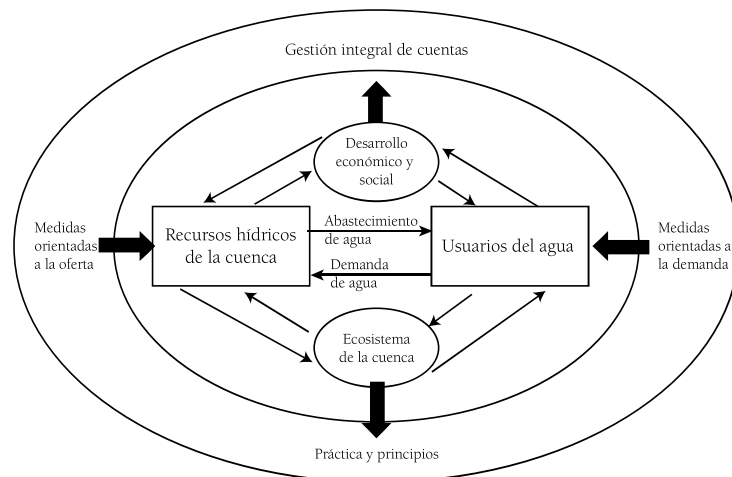 Gestión integral de cuentas
Desarrollo
económico y
social
Medidas
orientadas
a la oferta
Recursos hídricos
de la cuenca
Abastecimiento
de agua
Demanda
de agua
Usuarios del agua
Medidas
orientadas a
la demanda
Ecosistema
de la cuenca
Práctica y principios